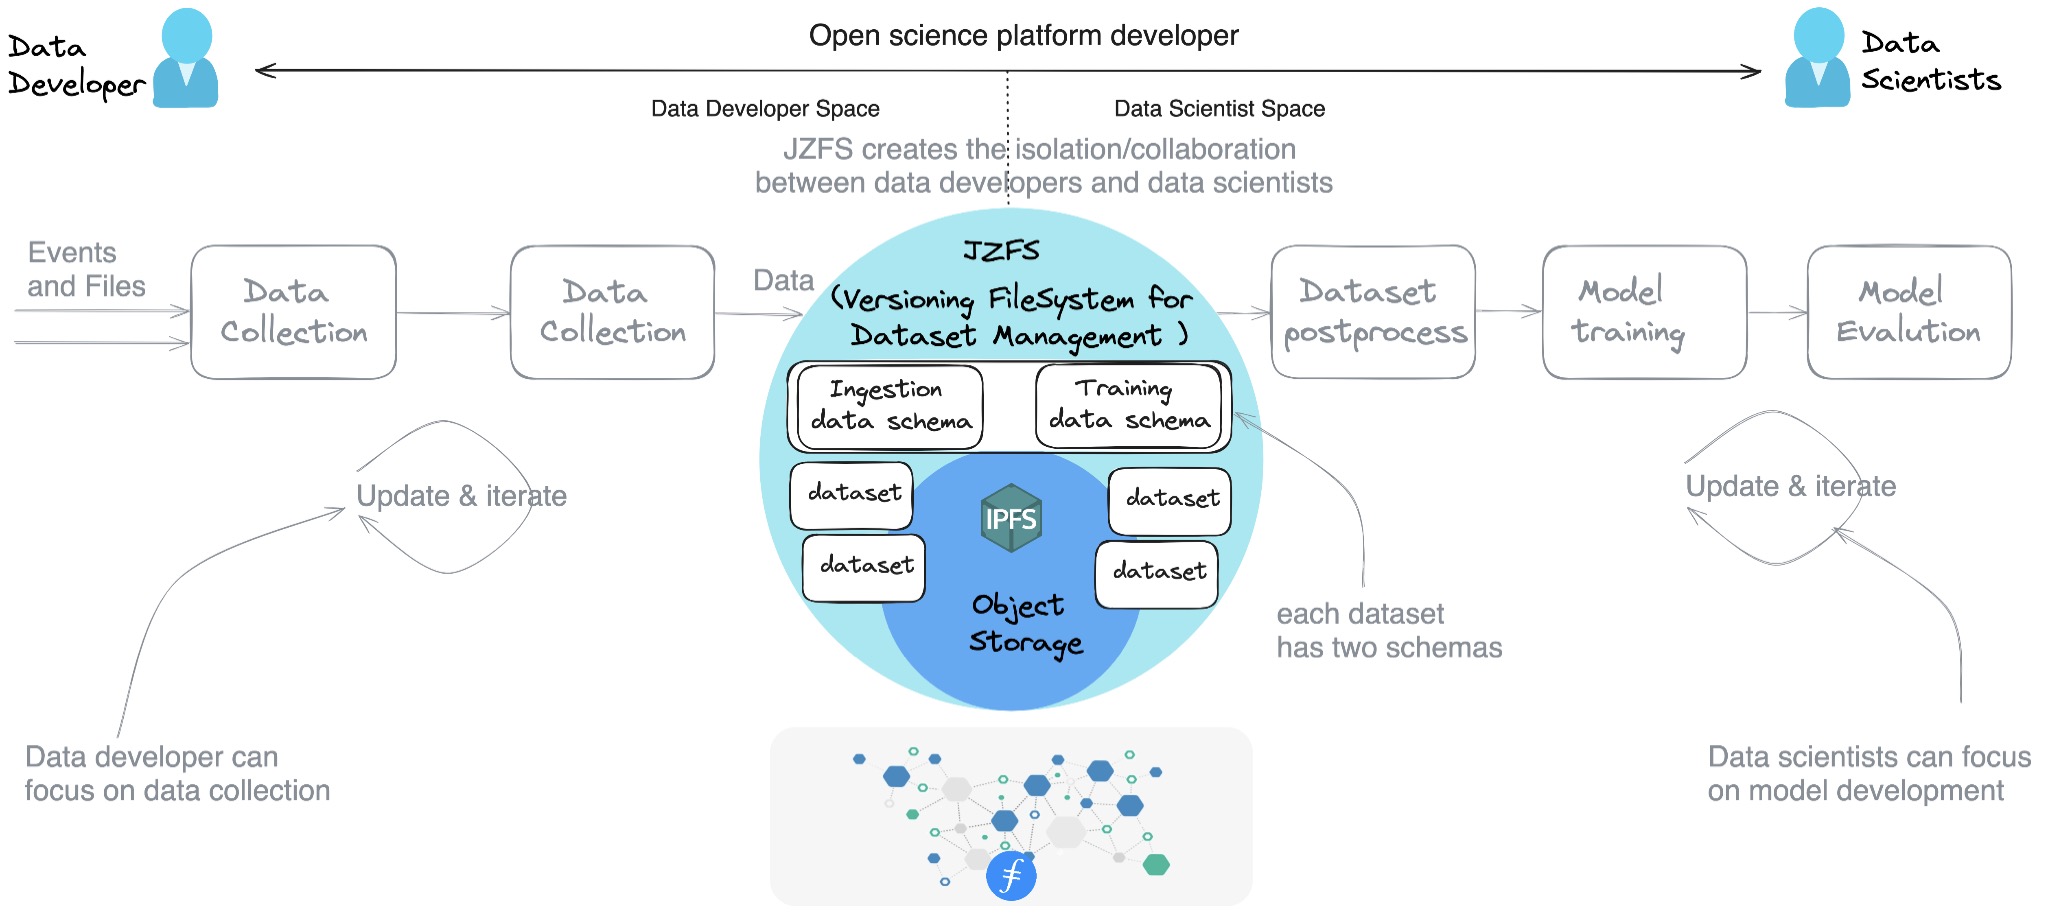 Data
Developer
Open science platform developer
Data
Scientists
Data Developer Space
Data Scientist Space
JZFS creates the isolation/collaboration
between data developers and data scientists
Events
and Files
Data
Collection
Data
Collection
Data
JZFS
(Versioning FileSystem for
Dataset Management )
Dataset
postprocess
Model
training
Model
Evalution
Ingestion
data schema
Training
data schema
Update & iterate
dataset
dataset
IPFS
dataset
dataset
Object
Storage
Update & iterate
each dataset
has two schemas
Data developer can
focus on data collection
Data scientists can focus
on model development